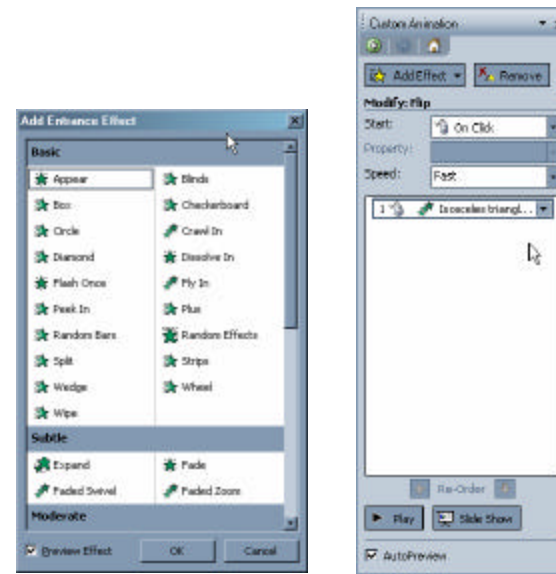 Add Entrance Effect
Basic
Appear
Blinds
Box
Checkerboard
Circle
Crawl In
Diamond
Dissolve In
Flash Once
Fly In
Peek In
Plus
Random Bars
Random Effects
Split
Strips
Wedge
Wheel
Wipe
Subtle
Expand
Fade
Faded Swivel
Faded Zoom
Moderate
Preview Effect
OK
Cancel
Custom Animation
Add Effect
Remove
Modify: Flip
Start:
On Click
Property:
Speed:
Fast
1 Isosceles triangl...
Re-Order
Play
Slide Show
AutoPreview